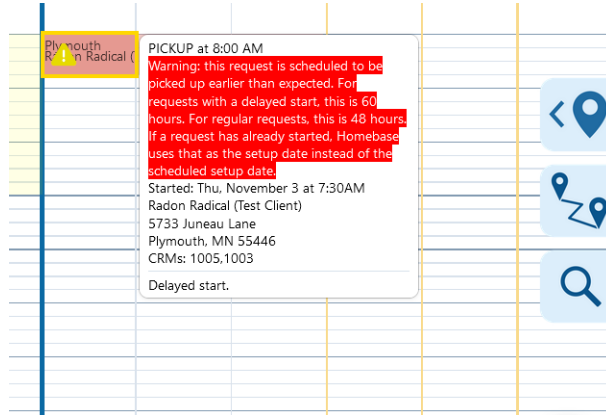 Plymouth
Radon Radical (
PICKUP at 8:00 AM
Warning: this request is scheduled to be
picked up earlier than expected. For
requests with a delayed start, this is 60
hours. For regular requests, this is 48 hours.
If a request has already started, Homebase
uses that as the setup date instead of the
scheduled setup date.
Started: Thu, November 3 at 7:30AM
Radon Radical (Test Client)
5733 Juneau Lane
Plymouth, MN 55446
CRMs: 1005,1003
Delayed start.